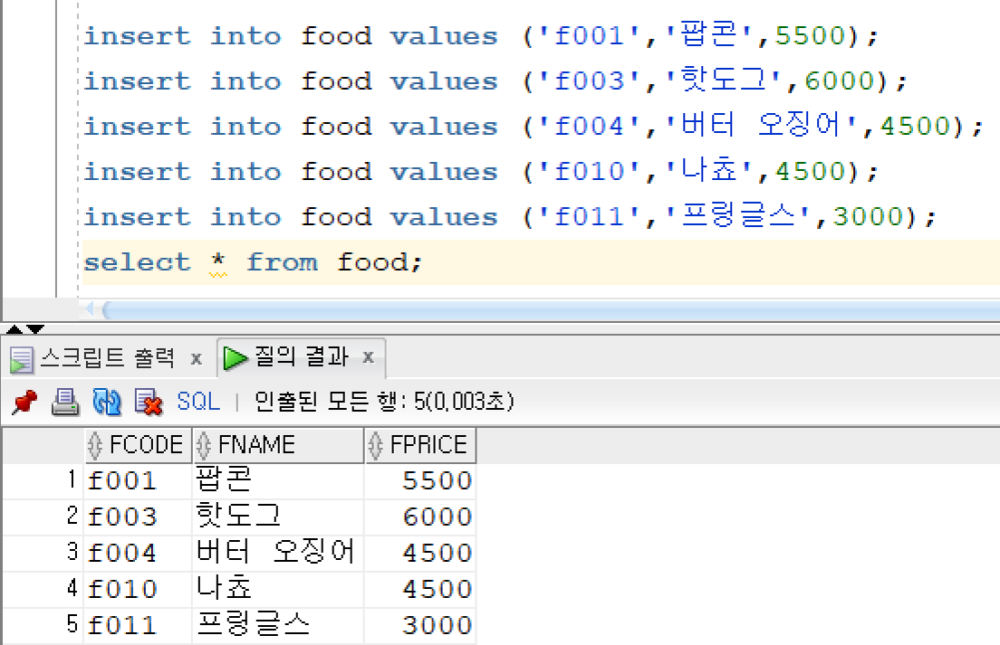 insert into food values ('f001','팝콘',5500);
insert into food values ('f003','핫도그',6000);
insert into food values ('f004','버터 오징어',4500);
insert into food values ('f010','나쵸',4500);
insert into food values ('f011','프링글스',3000);
select * from food;
스크립트 출력 x 질의 결과 x
SQL | 인출된 모든 행: 5(0,003초)
FCODE FNAME FPRICE
1 f001 팝콘 5500
2 f003 핫도그 6000
3 f004 버터 오징어 4500
4 f010 나쵸 4500
5 f011 프링글스 3000